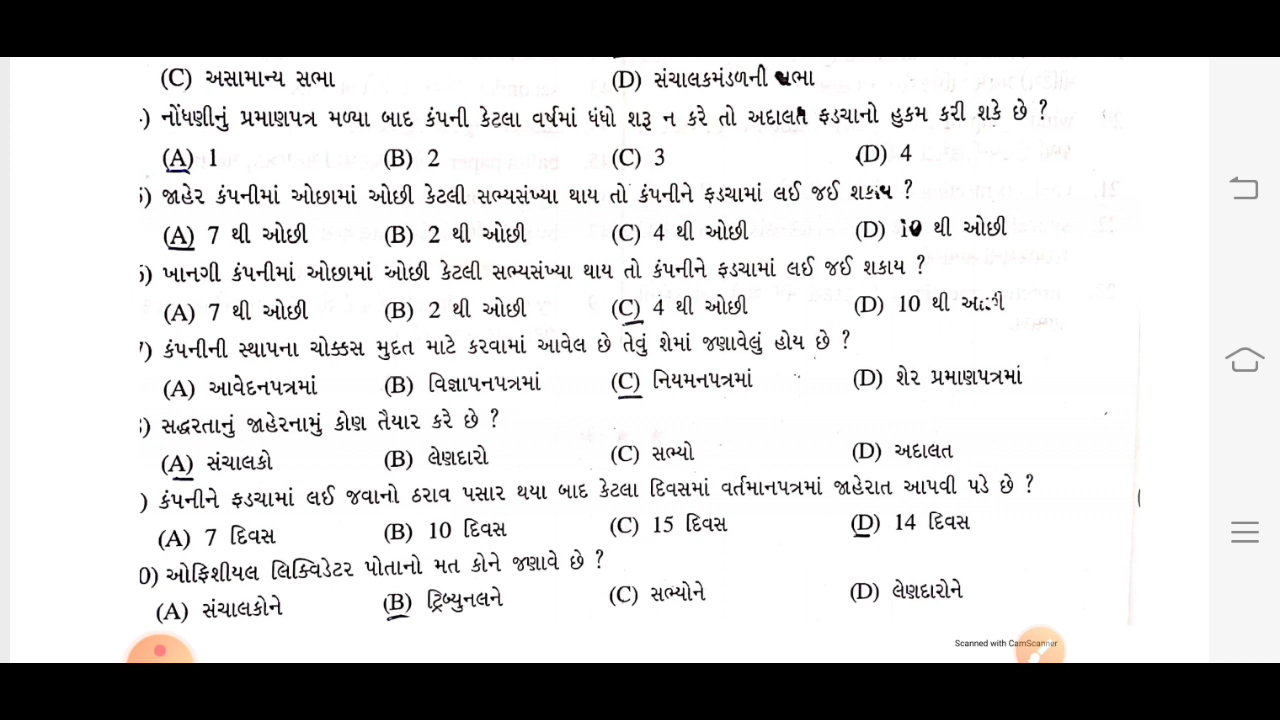 (C) અસામાન્ય સભા (D) સંચાલકમંડળની સભા
) નોંધણીનું પ્રમાણપત્ર મળ્યા બાદ કંપની કેટલા વર્ષમાં ધંધો શરૂ ન કરે તો અદાલત ફડચાનો હુકમ કરી શકે છે ?
(A) 1 (B) 2 (C) 3 (D) 4
) જાહેર કંપનીમાં ઓછામાં ઓછી કેટલી સભ્યસંખ્યા થાય તો કંપનીને ફડચામાં લઈ જઈ શકાય ?
(A) 7 થી ઓછી (B) 2 થી ઓછી (C) 4 થી ઓછી (D) 10 થી ઓછી
) ખાનગી કંપનીમાં ઓછામાં ઓછી કેટલી સભ્યસંખ્યા થાય તો કંપનીને ફડચામાં લઈ જઈ શકાય ?
(A) 7 થી ઓછી (B) 2 થી ઓછી (C) 4 થી ઓછી (D) 10 થી
) કંપનીની સ્થાપના ચોક્કસ મુદત માટે કરવામાં આવેલ છે તેવું શેમાં જણાવેલું હોય છે ?
(A) આવેદનપત્રમાં (B) વિજ્ઞાપનપત્રમાં (C) નિયમનપત્રમાં (D) શેર પ્રમાણપત્રમાં
) સદ્ધરતાનું જાહેરનામું કોણ તૈયાર કરે છે ?
(A) સંચાલકો (B) લેણદારો (C) સભ્યો (D) અદાલત
) કંપનીને ફડચામાં લઈ જવાનો ઠરાવ પસાર થયા બાદ કેટલા દિવસમાં વર્તમાનપત્રમાં જાહેરાત આપવી પડે છે ?
(A) 7 દિવસ (B) 10 દિવસ (C) 15 દિવસ (D) 14 દિવસ
0) ઓફિશીયલ લિક્વિડેટર પોતાનો મત કોને જણાવે છે ?
(A) સંચાલકોને (B) ટ્રિબ્યુનલને (C) સભ્યોને (D) લેણદારોને
Scanned with CamScanner